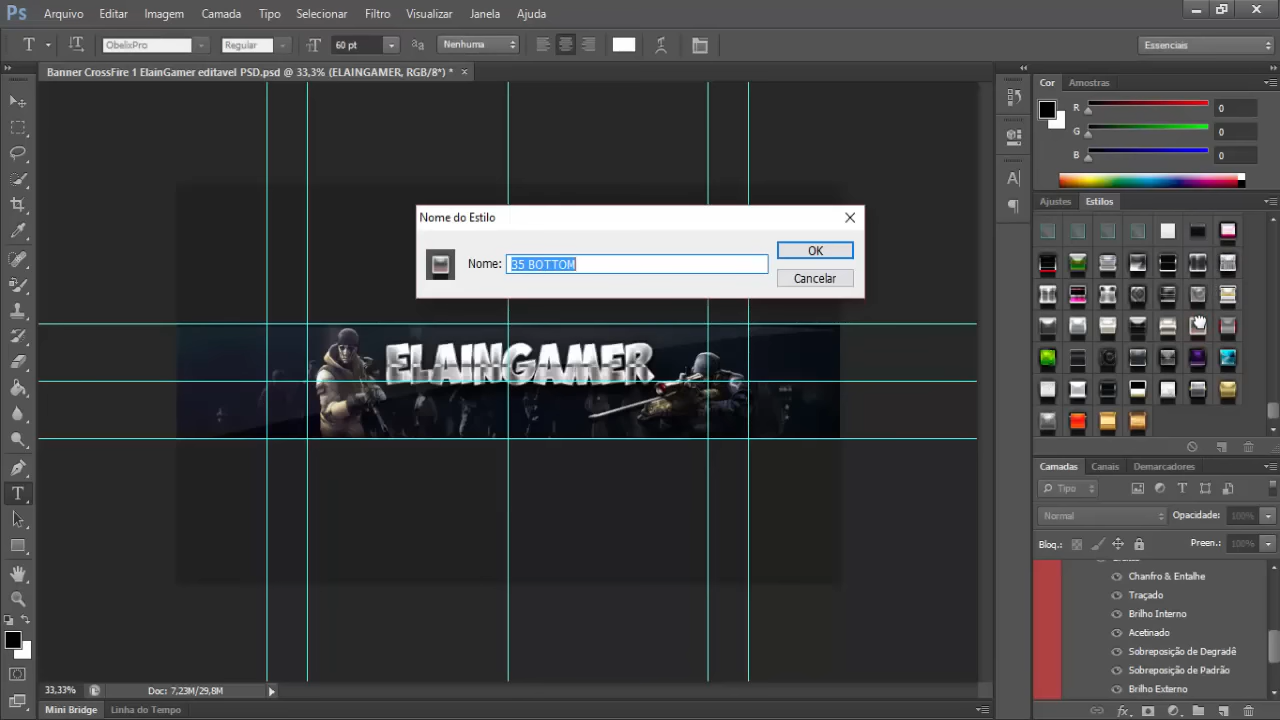 Ps Arquivo Editar Imagem Camada Tipo Selecionar Filtro Visualizar Janela Ajuda
T ObelixPro Regular 60 pt Nenhuma Essenciais
Banner CrossFire 1 ElainGamer editavel PSD.psd @ 33,3% (ELAINGAMER, RGB/8*) *
Cor Amostras
R 0
G 0
B 0
Ajustes Estilos
Nome do Estilo
Nome: 35 BOTTOM
OK
Cancelar
ELAINGAMER
Camadas Canais Demarcadores
Tipo
Normal Opacidade: 100%
Bloq.: Preen.: 100%
Chanfro & Entalhe
Traçado
Brilho Interno
Acetinado
Sobreposição de Degradê
Sobreposição de Padrão
Brilho Externo
33,33% Doc: 7,23M/29,8M
Mini Bridge Linha do Tempo